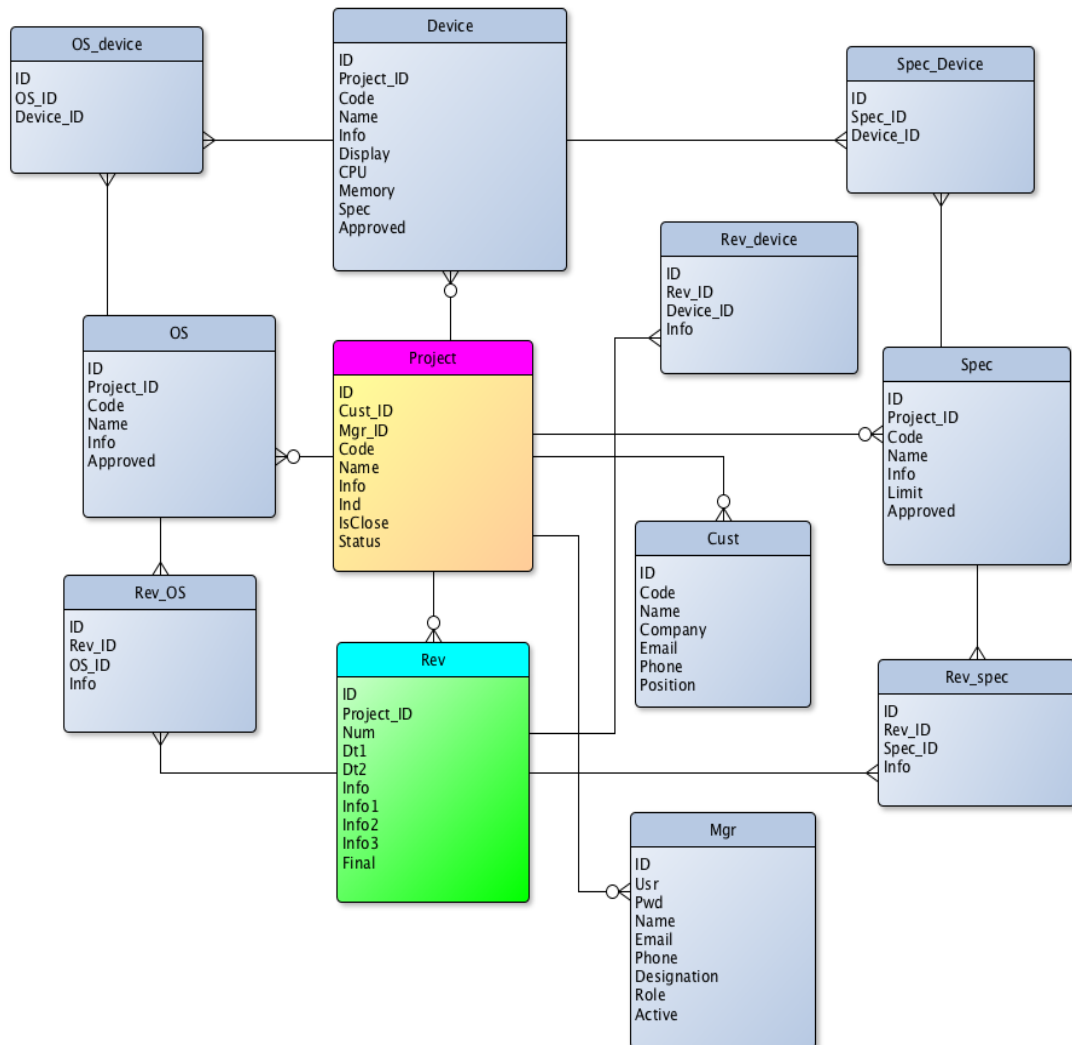 OS_device
ID
OS_ID
Device_ID
Device
ID
Project_ID
Code
Name
Info
Display
CPU
Memory
Spec
Approved
Spec_Device
ID
Spec_ID
Device_ID
Rev_device
ID
Rev_ID
Device_ID
Info
OS
ID
Project_ID
Code
Name
Info
Approved
Project
ID
Cust_ID
Mgr_ID
Code
Name
Info
Ind
IsClose
Status
Spec
ID
Project_ID
Code
Name
Info
Limit
Approved
Cust
ID
Code
Name
Company
Email
Phone
Position
Rev_OS
ID
Rev_ID
OS_ID
Info
Rev
ID
Project_ID
Num
Dt1
Dt2
Info
Info1
Info2
Info3
Final
Rev_spec
ID
Rev_ID
Spec_ID
Info
Mgr
ID
Usr
Pwd
Name
Email
Phone
Designation
Role
Active